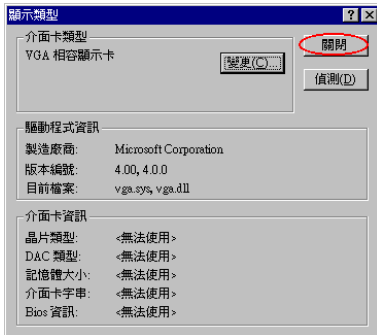 顯示類型
介面卡類型
VGA 相容顯示卡
變更(C)...
關閉
偵測(D)
驅動程式資訊
製造廠商: Microsoft Corporation
版本編號: 4.00, 4.0.0
目前檔案: vga.sys, vga.dll
介面卡資訊
晶片類型: <無法使用>
DAC 類型: <無法使用>
記憶體大小: <無法使用>
介面卡字串: <無法使用>
Bios 資訊: <無法使用>